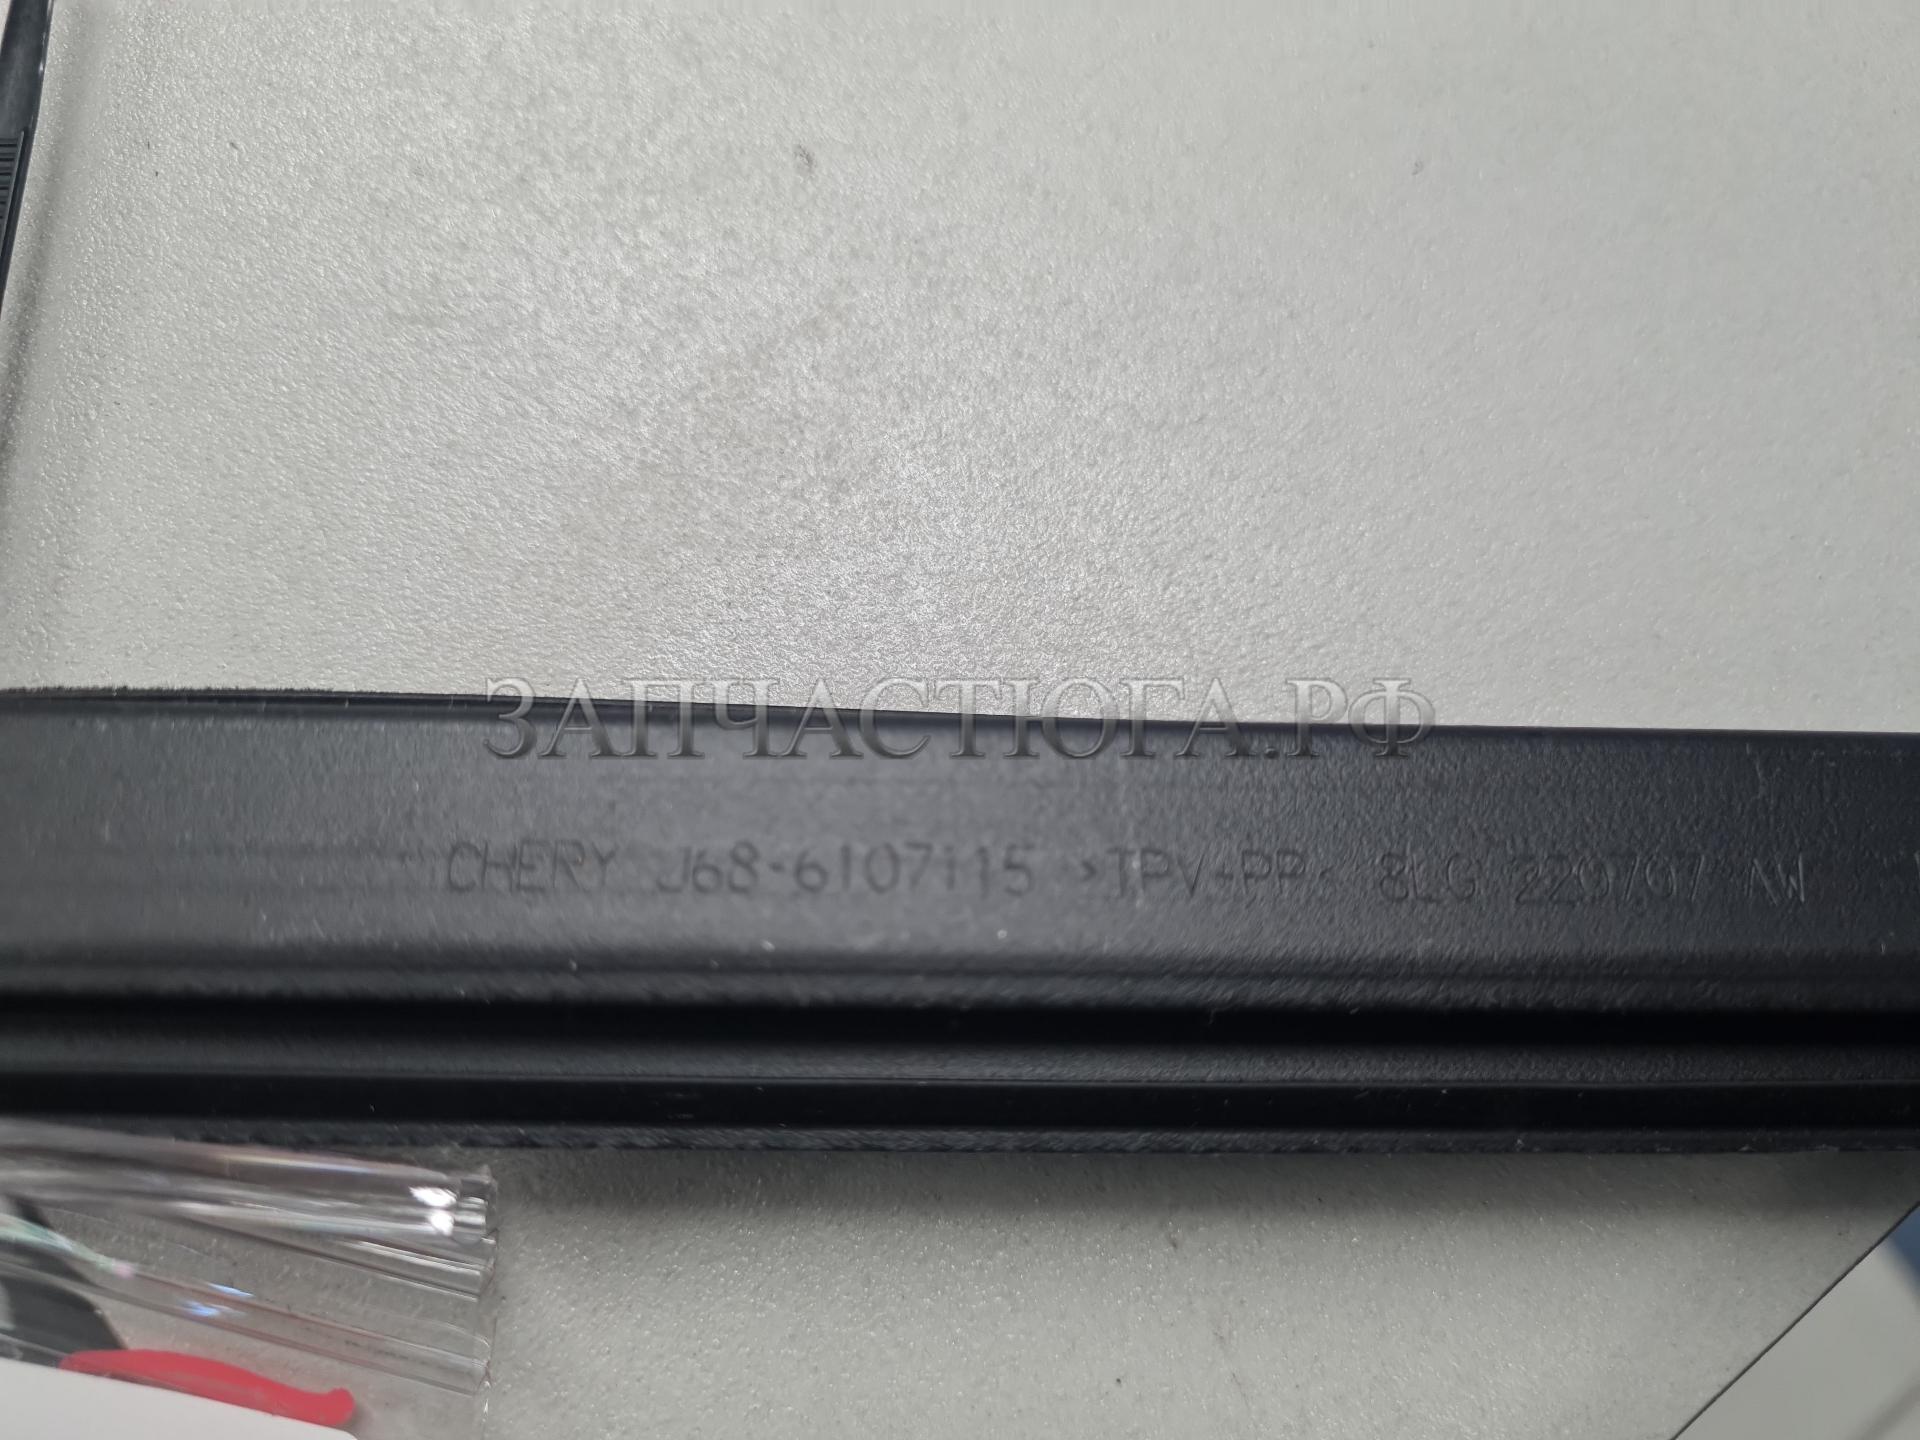 ЗАПЧАСТЮГА.РФ
CHERY J68-6107115 >TPV+PP< 8LG 220707 AW